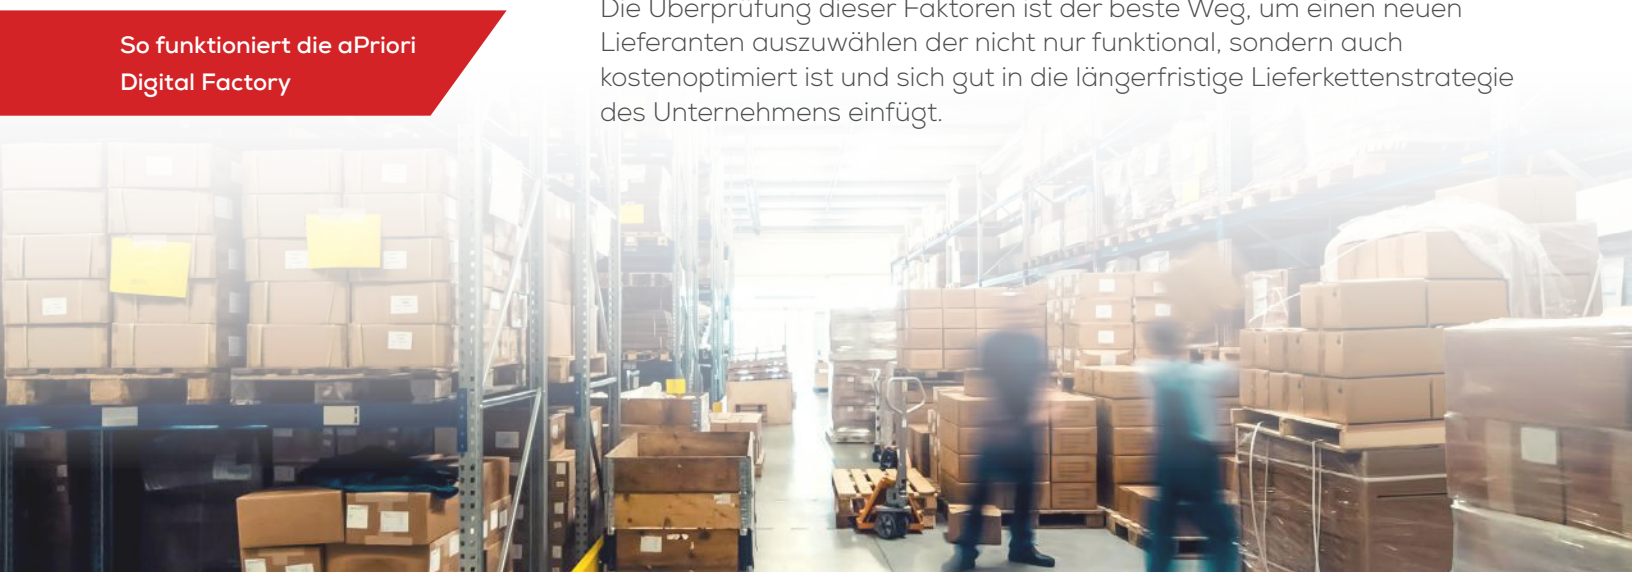 So funktioniert die aPriori
Digital Factory
Die Überprüfung dieser Faktoren ist der beste Weg, um einen neuen
Lieferanten auszuwählen der nicht nur funktional, sondern auch
kostenoptimiert ist und sich gut in die längerfristige Lieferkettenstrategie
des Unternehmens einfügt.